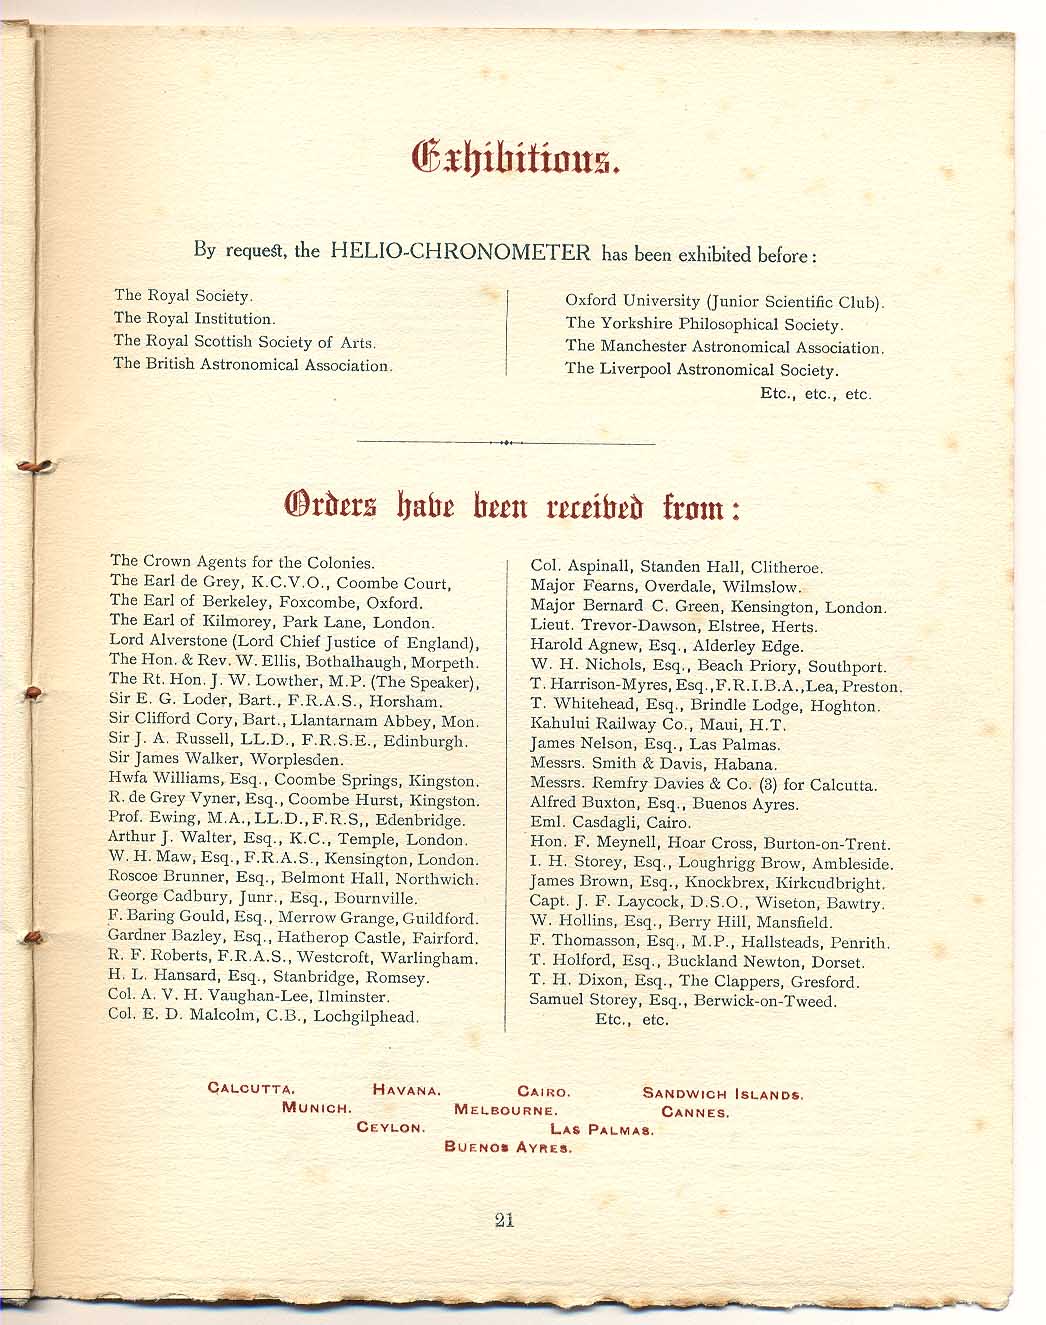 Exhibitions.
By request, the HELIO-CHRONOMETER has been exhibited before :
The Royal Society.
The Royal Institution.
The Royal Scottish Society of Arts.
The British Astronomical Association.
Oxford University (Junior Scientific Club).
The Yorkshire Philosophical Society.
The Manchester Astronomical Association.
The Liverpool Astronomical Society.
Etc., etc., etc.
Orders have been received from :
The Crown Agents for the Colonies.
The Earl de Grey, K.C.V.O., Coombe Court,
The Earl of Berkeley, Foxcombe, Oxford.
The Earl of Kilmorey, Park Lane, London.
Lord Alverstone (Lord Chief Justice of England),
The Hon. & Rev. W. Ellis, Bothalhaugh, Morpeth.
The Rt. Hon. J. W. Lowther, M.P. (The Speaker),
Sir E. G. Loder, Bart., F.R.A.S., Horsham.
Sir Clifford Cory, Bart., Llantarnam Abbey, Mon.
Sir J. A. Russell, LL.D., F.R.S.E., Edinburgh.
Sir James Walker, Worplesden.
Hwfa Williams, Esq., Coombe Springs, Kingston.
R. de Grey Vyner, Esq., Coombe Hurst, Kingston.
Prof. Ewing, M.A., LL.D., F.R.S,, Edenbridge.
Arthur J. Walter, Esq., K.C., Temple, London.
W. H. Maw, Esq., F.R.A.S., Kensington, London.
Roscoe Brunner, Esq., Belmont Hall, Northwich.
George Cadbury, Junr., Esq., Bournville.
F. Baring Gould, Esq., Merrow Grange, Guildford.
Gardner Bazley, Esq., Hatherop Castle, Fairford.
R. F. Roberts, F.R.A.S., Westcroft, Warlingham.
H. L. Hansard, Esq., Stanbridge, Romsey.
Col. A. V. H. Vaughan-Lee, Ilminster.
Col. E. D. Malcolm, C.B., Lochgilphead.
Col. Aspinall, Standen Hall, Clitheroe.
Major Fearns, Overdale, Wilmslow.
Major Bernard C. Green, Kensington, London.
Lieut. Trevor-Dawson, Elstree, Herts.
Harold Agnew, Esq., Alderley Edge.
W. H. Nichols, Esq., Beach Priory, Southport.
T. Harrison-Myres, Esq., F.R.I.B.A., Lea, Preston.
T. Whitehead, Esq., Brindle Lodge, Hoghton.
Kahului Railway Co., Maui, H.T.
James Nelson, Esq., Las Palmas.
Messrs. Smith & Davis, Habana.
Messrs. Remfry Davies & Co. (3) for Calcutta.
Alfred Buxton, Esq., Buenos Ayres.
Eml. Casdagli, Cairo.
Hon. F. Meynell, Hoar Cross, Burton-on-Trent.
I. H. Storey, Esq., Loughrigg Brow, Ambleside.
James Brown, Esq., Knockbrex, Kirkcudbright.
Capt. J. F. Laycock, D.S.O., Wiseton, Bawtry.
W. Hollins, Esq., Berry Hill, Mansfield.
F. Thomasson, Esq., M.P., Hallsteads, Penrith.
T. Holford, Esq., Buckland Newton, Dorset.
T. H. Dixon, Esq., The Clappers, Gresford.
Samuel Storey, Esq., Berwick-on-Tweed.
Etc., etc.
CALCUTTA. HAVANA. CAIRO. SANDWICH ISLANDS.
MUNICH. MELBOURNE. CANNES.
CEYLON. LAS PALMAS.
BUENOS AYRES.
21